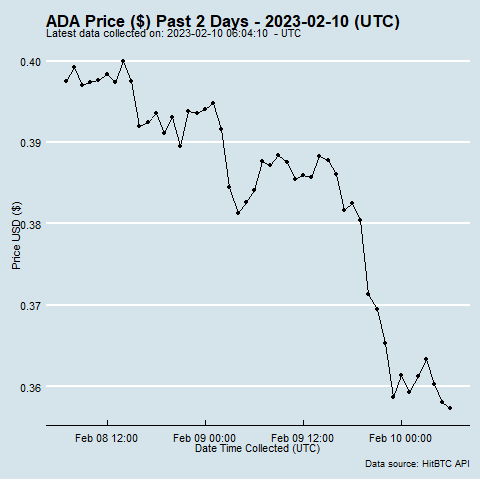 ADA Price ($) Past 2 Days - 2023-02-10 (UTC)
Latest data collected on: 2023-02-10 06:04:10  - UTC
0.40
0.39
0.38
0.37
0.36
Price USD ($)
Feb 08 12:00
Feb 09 00:00
Feb 09 12:00
Feb 10 00:00
Date Time Collected (UTC)
Data source: HitBTC API